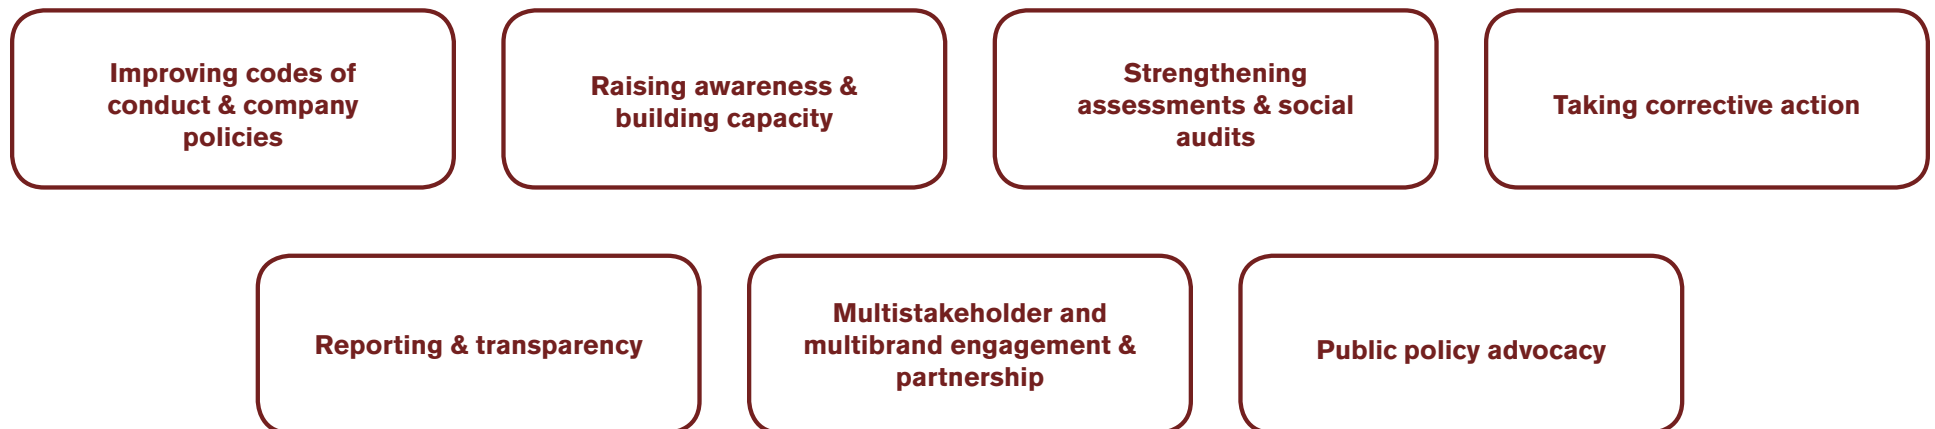 Improving codes of
conduct & company
policies
Raising awareness &
building capacity
Strengthening
assessments & social
audits
Taking corrective action
Reporting & transparency
Multistakeholder and
multibrand engagement &
partnership
Public policy advocacy